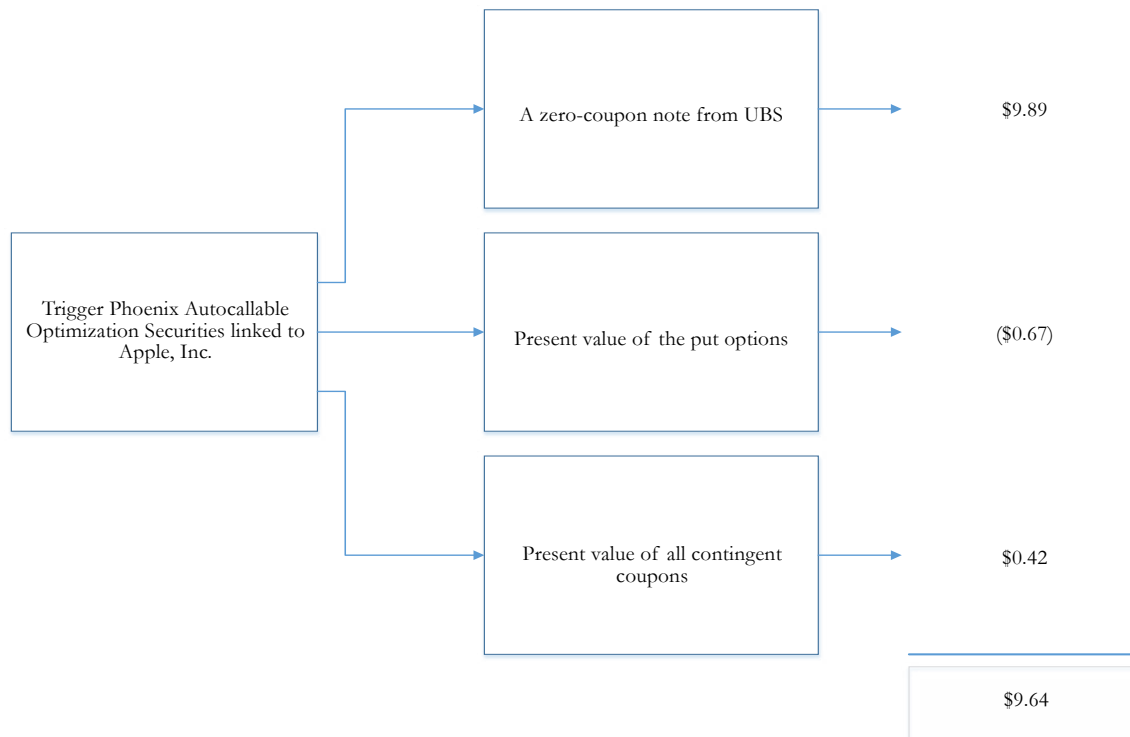 A zero-coupon note from UBS
$9.89
Trigger Phoenix Autocallable
Optimization Securities linked to
Apple, Inc.
Present value of the put options
($0.67)
Present value of all contingent
coupons
$0.42
$9.64